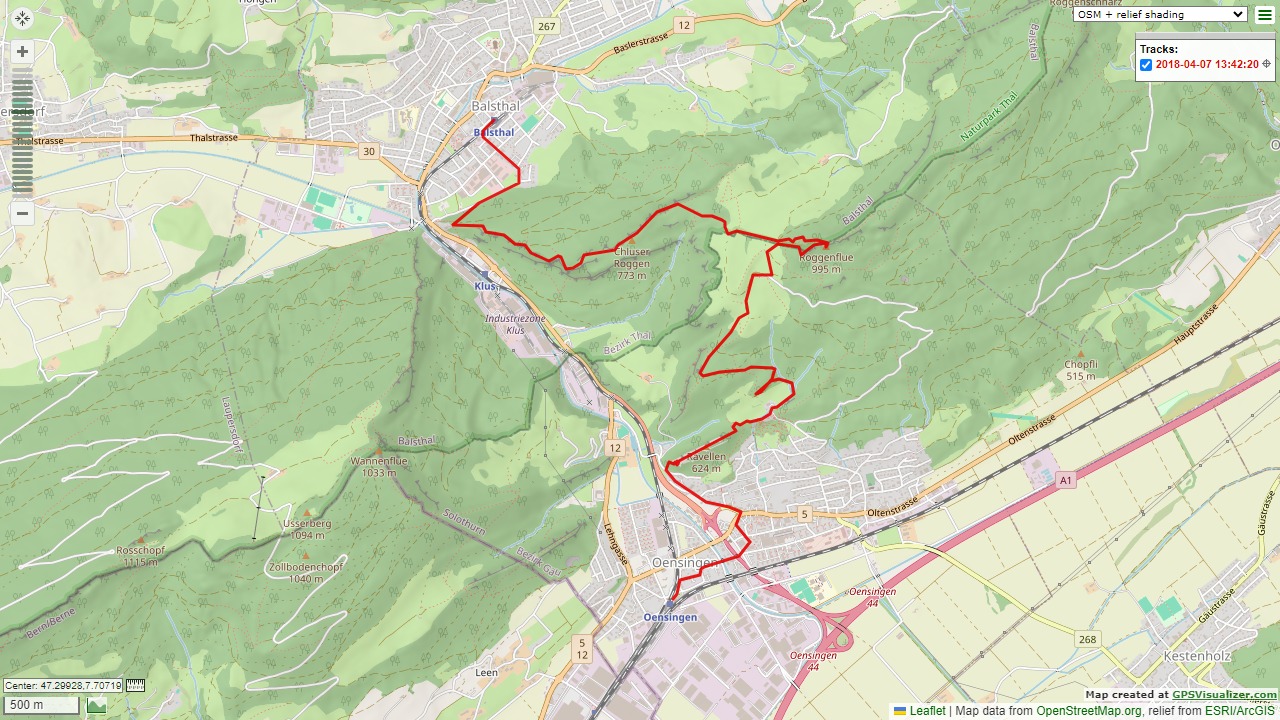 Roggenschnarz
OSM + relief shading
267
12
Baslerstrasse
Balsthal
Tracks:
2018-04-07 13:42:20
Balsthal
Balsthal
Naturpark Thal
Thalstrasse
30
Balsthal
Chluser
Roggen
773 m
Roggenflue
995 m
Klus
Industriezone
Klus
Bezirk Thal
Hauptstrasse
Chopfli
515 m
Laupersdorf
Balsthal
Wannenflue
1033 m
12
Ravellen
624 m
Oltenstrasse
A1
Oltenstrasse
5
Solothurn
Usserberg
1094 m
Rosschopf
1115 m
Zollbodenchopf
1040 m
Bezirk Gäu
Lehngasse
Oensingen
Gäustrasse
Oensingen
44
Gäustrasse
Bern/Berne
Oensingen
5
12
Oensingen
44
268
Kestenholz
Leen
Center: 47.29928,7.70719
500 m
Map created at GPSVisualizer.com
Leaflet | Map data from OpenStreetMap.org, relief from ESRI/ArcGIS